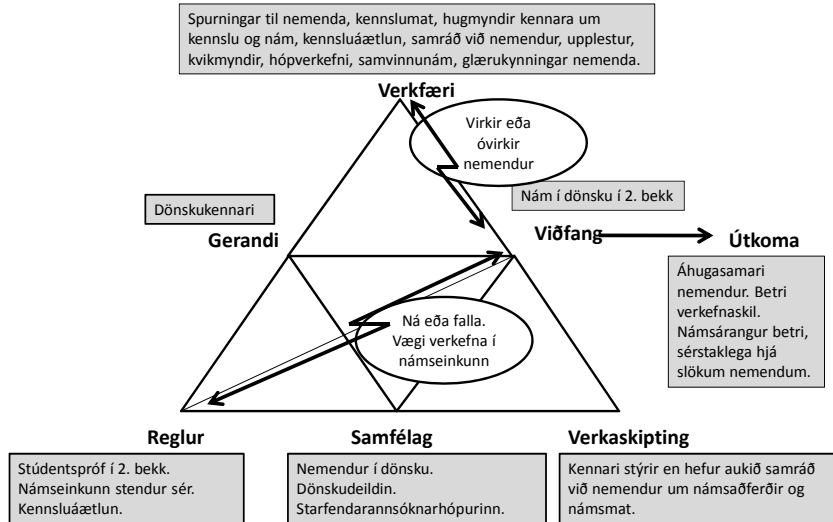 Spurningar til nemenda, kennslumat, hugmyndir kennara um
kennslu og nám, kennsluáætlun, samráð við nemendur, upplestur,
kvikmyndir, hópverkefni, samvinnunám, glærukynningar nemenda.
Verkfæri
Virkir eða
óvirkir
nemendur
Dönskukennari
Nám í dönsku í 2. bekk
Gerandi
Viðfang
Útkoma
Áhugasamari
nemendur. Betri
verkefnaskil.
Námsárangur betri,
sérstaklega hjá
slökum nemendum.
Ná eða falla.
Vægi verkefna í
námseinkunn
Reglur
Samfélag
Verkaskipting
Stúdentspróf í 2. bekk.
Námseinkunn stendur sér.
Kennsluáætlun.
Nemendur í dönsku.
Dönskudeildin.
Starfendarannsóknarhópurinn.
Kennari stýrir en hefur aukið samráð
við nemendur um námsaðferðir og
námsmat.